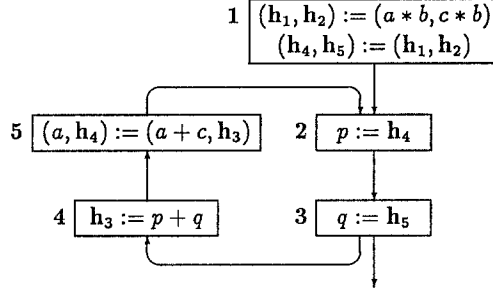 1 (h₁, h₂) := (a * b, c * b)
(h₄, h₅) := (h₁, h₂)
5 (a, h₄) := (a + c, h₃)
2 p := h₄
4 h₃ := p + q
3 q := h₅